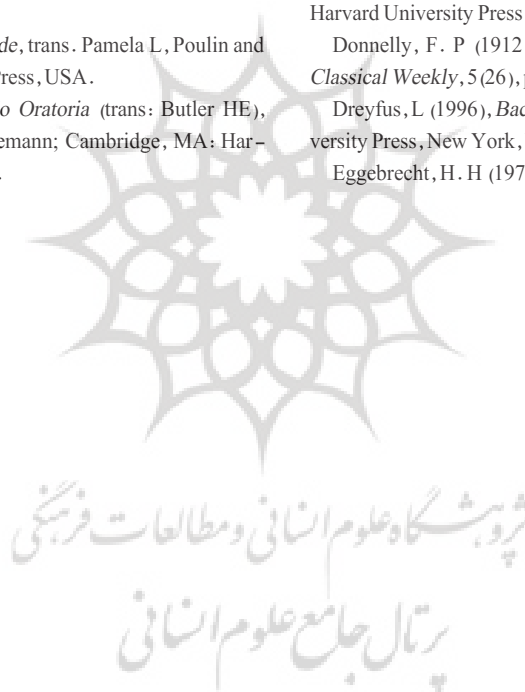 de, trans. Pamela L, Poulin and
Press, USA.
o Oratoria (trans: Butler HE),
emann; Cambridge, MA: Har-
.
Harvard University Press
Donnelly, F. P (1912
Classical Weekly, 5(26), p
Dreyfus, L (1996), Bac
versity Press, New York,
Eggebrecht, H. H (197
پژوهشگاه علوم انسانی و مطالعات فرهنگی
پرتال جامع علوم انسانی